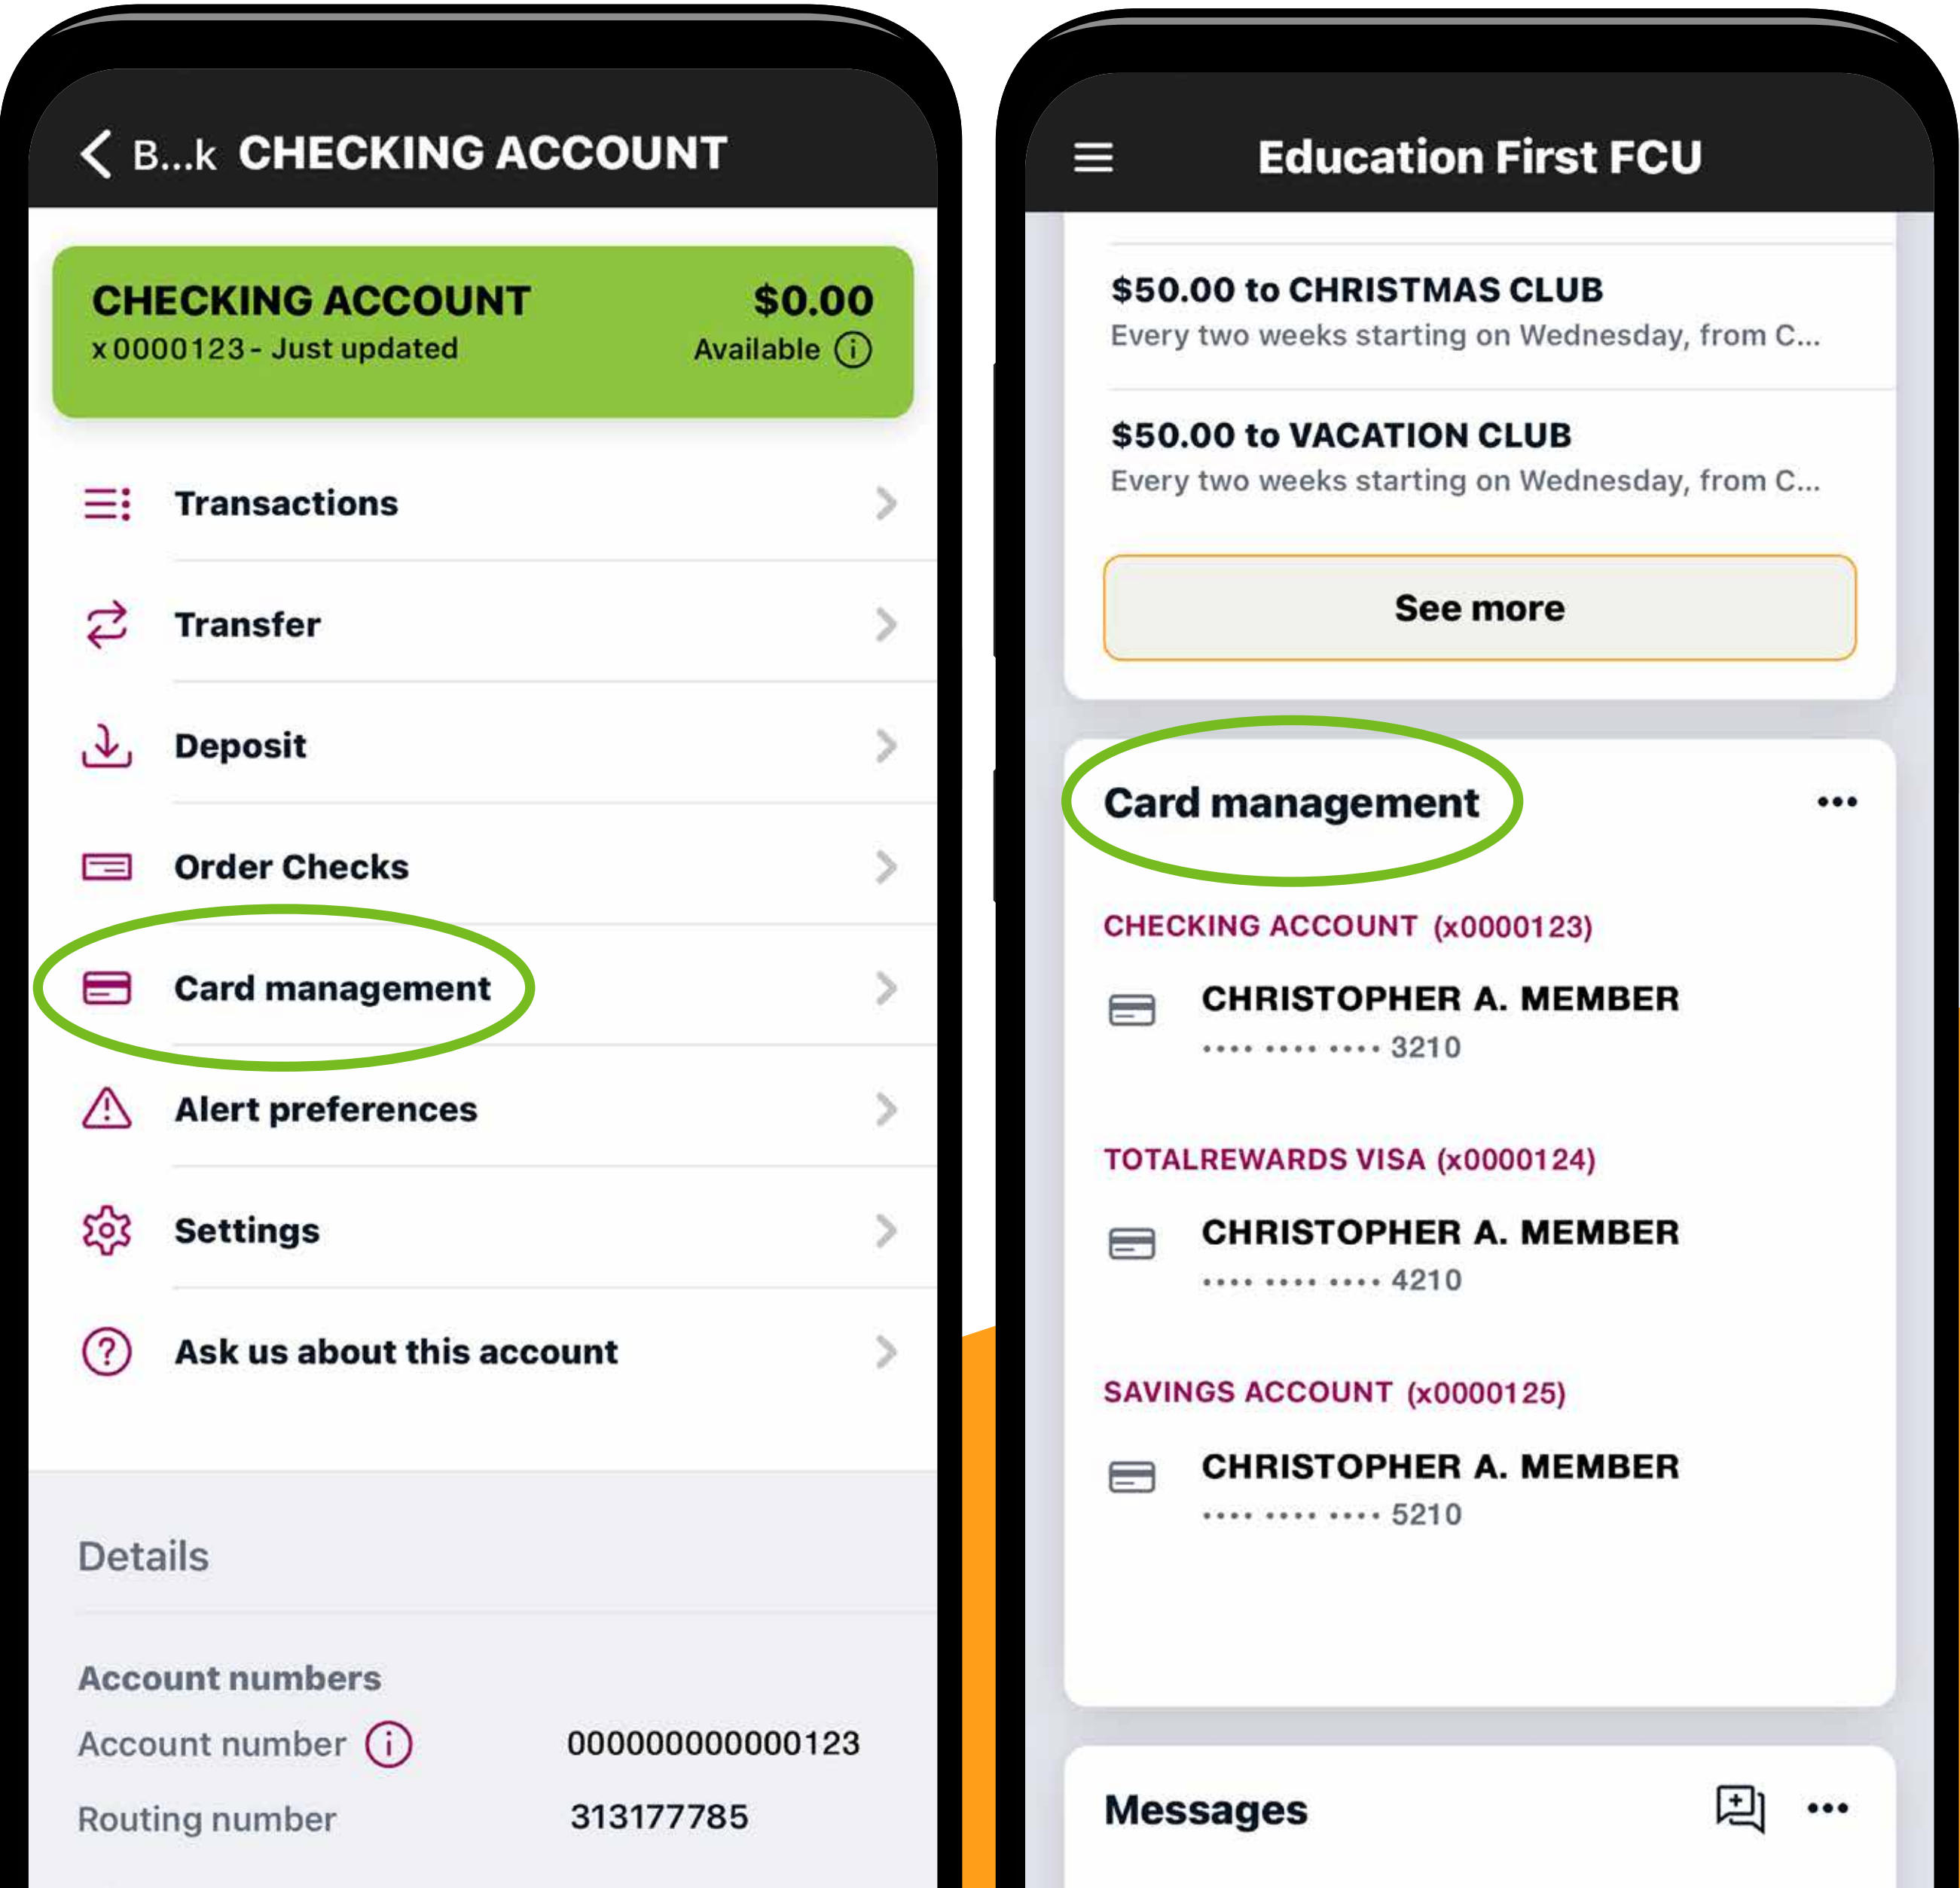 B...k CHECKING ACCOUNT
CHECKING ACCOUNT $0.00
x0000123 - Just updated Available
Transactions
Transfer
Deposit
Order Checks
Card management
Alert preferences
Settings
Ask us about this account
Details
Account numbers
Account number 000000000000123
Routing number 313177785
Education First FCU
$50.00 to CHRISTMAS CLUB
Every two weeks starting on Wednesday, from C...
$50.00 to VACATION CLUB
Every two weeks starting on Wednesday, from C...
See more
Card management
CHECKING ACCOUNT (x0000123)
CHRISTOPHER A. MEMBER
•••• •••• •••• 3210
TOTALREWARDS VISA (x0000124)
CHRISTOPHER A. MEMBER
•••• •••• •••• 4210
SAVINGS ACCOUNT (x0000125)
CHRISTOPHER A. MEMBER
•••• •••• •••• 5210
Messages